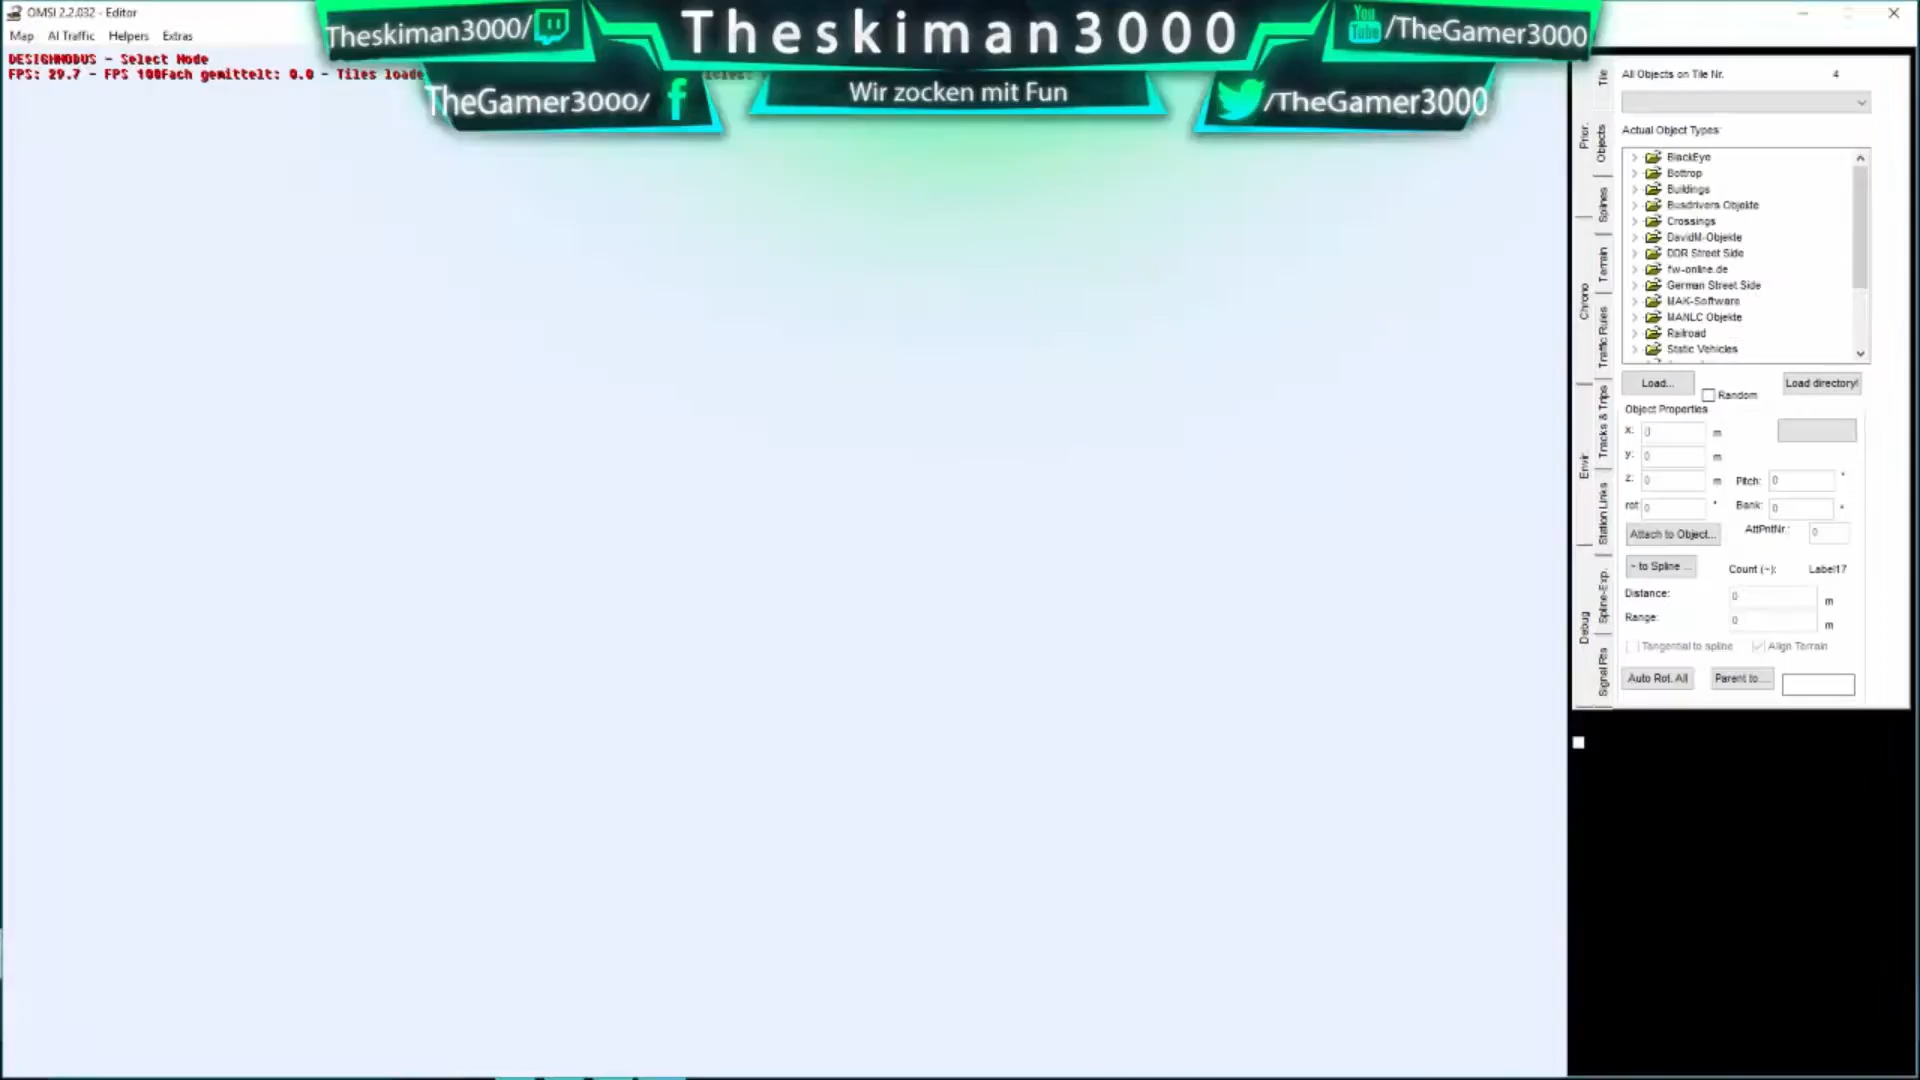 OMSI 2.2.032 - Editor
Map AI Traffic Helpers Extras
DESIGNMODUS - Select Mode
FPS: 29.7 - FPS 100Fach gemittelt: 0.0 - Tiles loade
Theskiman3000/
Theskiman3000
You Tube /TheGamer3000
TheGamer3000/
Wir zocken mit Fun
/TheGamer3000
Tile
Objects
Splines
Terrain
Traffic Rules
Tracks & Trips
Station Links
Spline-Exp.
Signal Rts
Prior.
Chrono
Envir.
Debug
All Objects on Tile Nr. 4
Actual Object Types:
BlackEye
Bottrop
Buildings
Busdrivers Objekte
Crossings
DavidM-Objekte
DDR Street Side
fw-online.de
German Street Side
MAK-Software
MANLC Objekte
Railroad
Static Vehicles
Load... Random Load directory!
Object Properties
x: 0 m
y: 0 m
z: 0 m Pitch: 0 °
rot 0 ° Bank: 0 °
Attach to Object... AttPntNr.: 0
~ to Spline ... Count (~): Label17
Distance: 0 m
Range: 0 m
Tangential to spline Align Terrain
Auto Rot. All Parent to ...